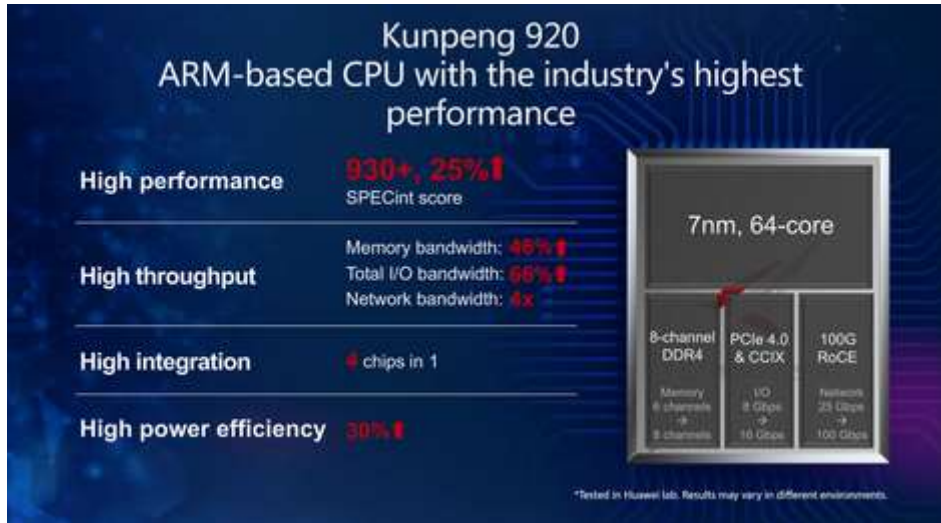 Kunpeng 920
ARM-based CPU with the industry's highest
performance
High performance
930+, 25%⬆
SPECint score
High throughput
Memory bandwidth: 46%⬆
Total I/O bandwidth: 66%⬆
Network bandwidth: 4x
High integration
4 chips in 1
High power efficiency
30%⬆
7nm, 64-core
8-channel
DDR4
Memory
6 channels
→
8 channels
PCIe 4.0
& CCIX
I/O
8 Gbps
→
16 Gbps
100G
RoCE
Network
25 Gbps
→
100 Gbps
*Tested in Huawei lab. Results may vary in different environments.